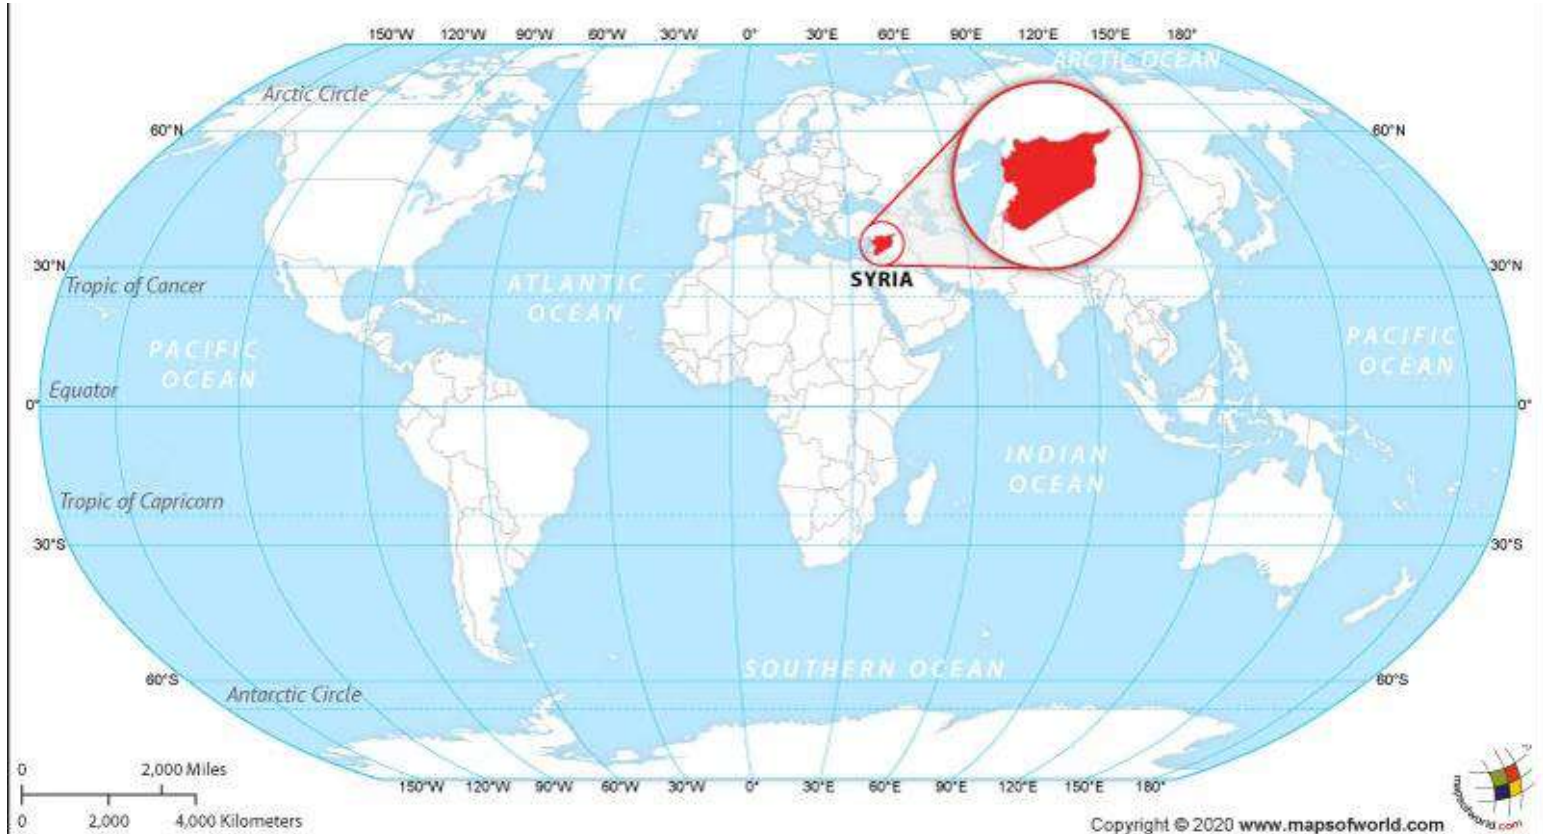 150°W 120°W 90°W 60°W 30°W 0° 30°E 60°E 90°E 120°E 150°E 180°
ARCTIC OCEAN
Arctic Circle
60°N 60°N
30°N 30°N
SYRIA
Tropic of Cancer
ATLANTIC
OCEAN
PACIFIC
OCEAN
PACIFIC
OCEAN
Equator
0° 0°
INDIAN
OCEAN
Tropic of Capricorn
30°S 30°S
SOUTHERN OCEAN
60°S 60°S
Antarctic Circle
150°W 120°W 90°W 60°W 30°W 0° 30°E 60°E 90°E 120°E 150°E 180°
0 2,000 Miles
0 2,000 4,000 Kilometers
Copyright © 2020 www.mapsofworld.com
mapsofworld.com